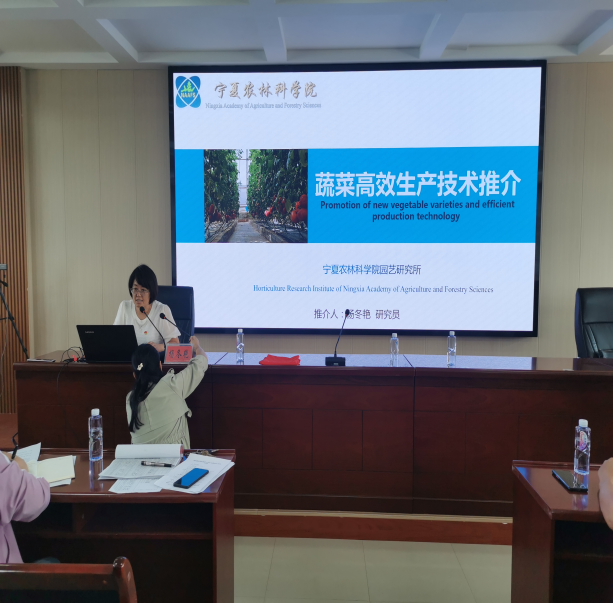 宁夏农林科学院
Ningxia Academy of Agriculture and Forestry Sciences
NAAFS
蔬菜高效生产技术推介
Promotion of new vegetable varieties and efficient
production technology
宁夏农林科学院园艺研究所
Horticulture Research Institute of Ningxia Academy of Agriculture and Forestry Sciences
推介人：杨冬艳 研究员